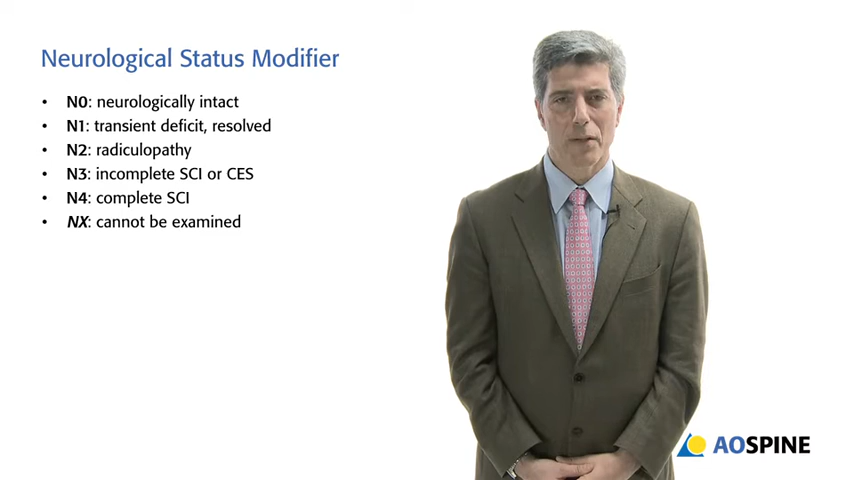 Neurological Status Modifier
• N0: neurologically intact
• N1: transient deficit, resolved
• N2: radiculopathy
• N3: incomplete SCI or CES
• N4: complete SCI
• NX: cannot be examined
AOSPINE